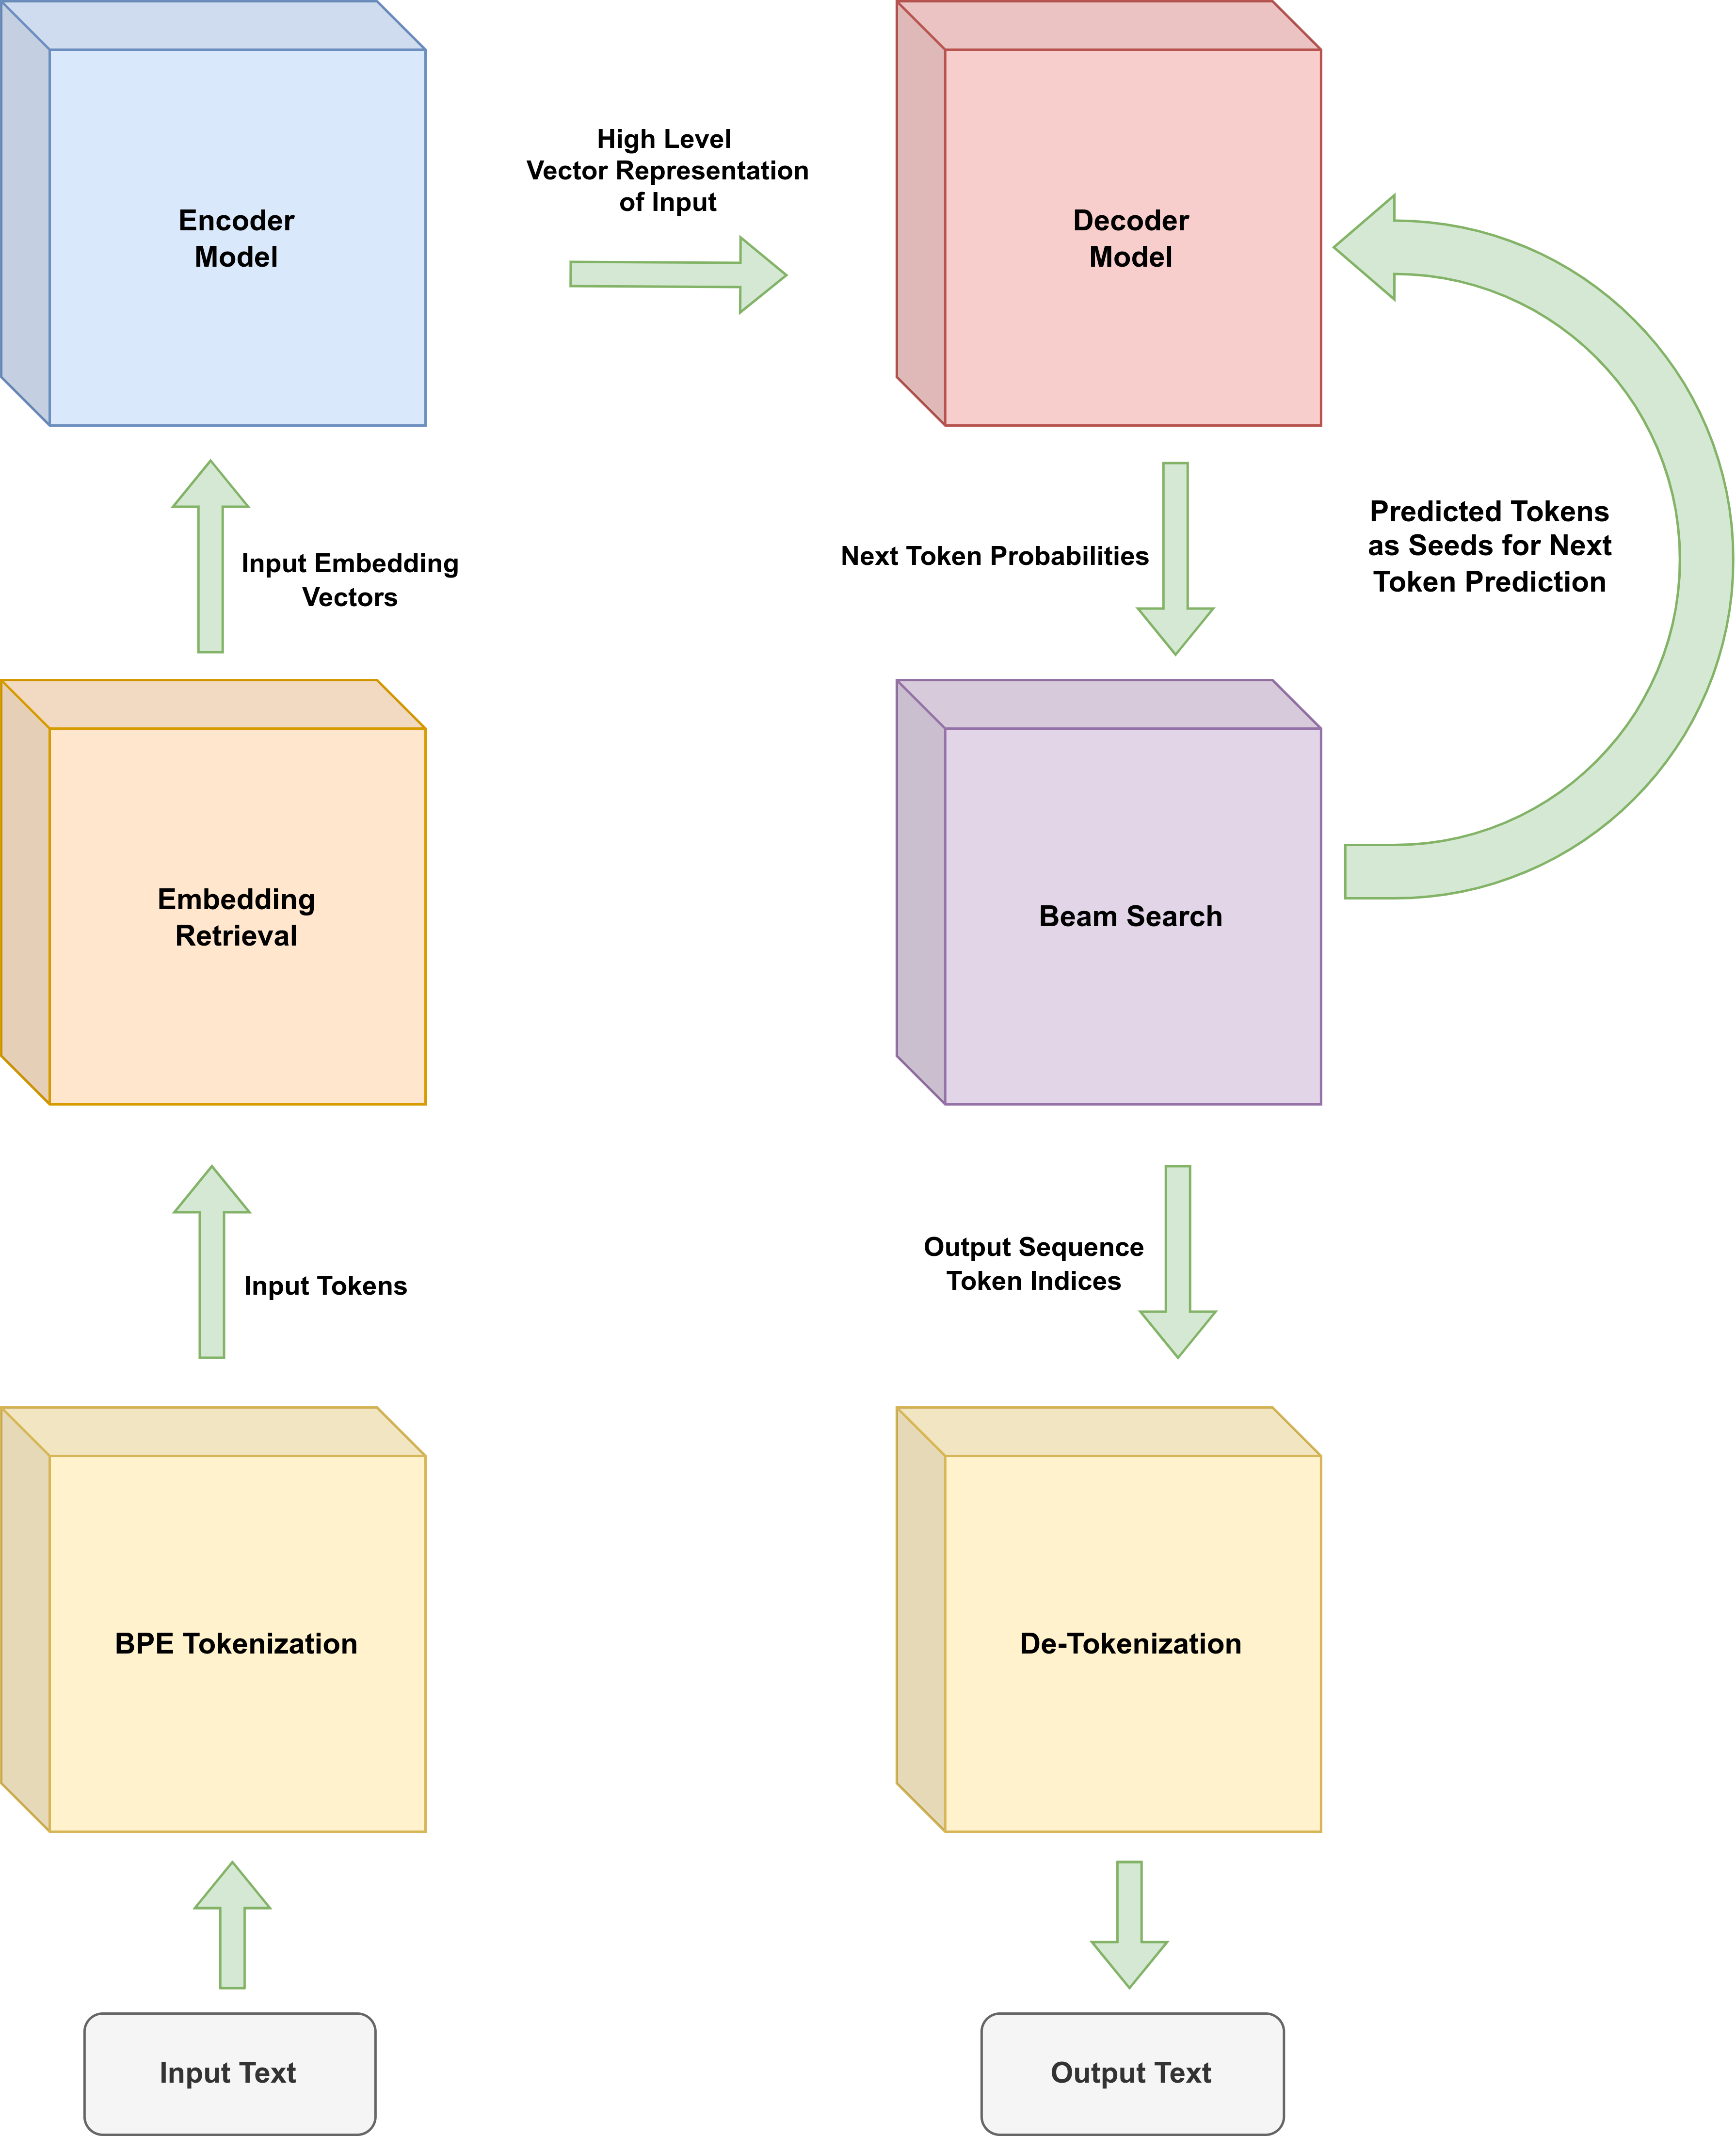 Encoder
Model
High Level
Vector Representation
of Input
Decoder
Model
Input Embedding
Vectors
Next Token Probabilities
Predicted Tokens
as Seeds for Next
Token Prediction
Embedding
Retrieval
Beam Search
Input Tokens
Output Sequence
Token Indices
BPE Tokenization
De-Tokenization
Input Text
Output Text